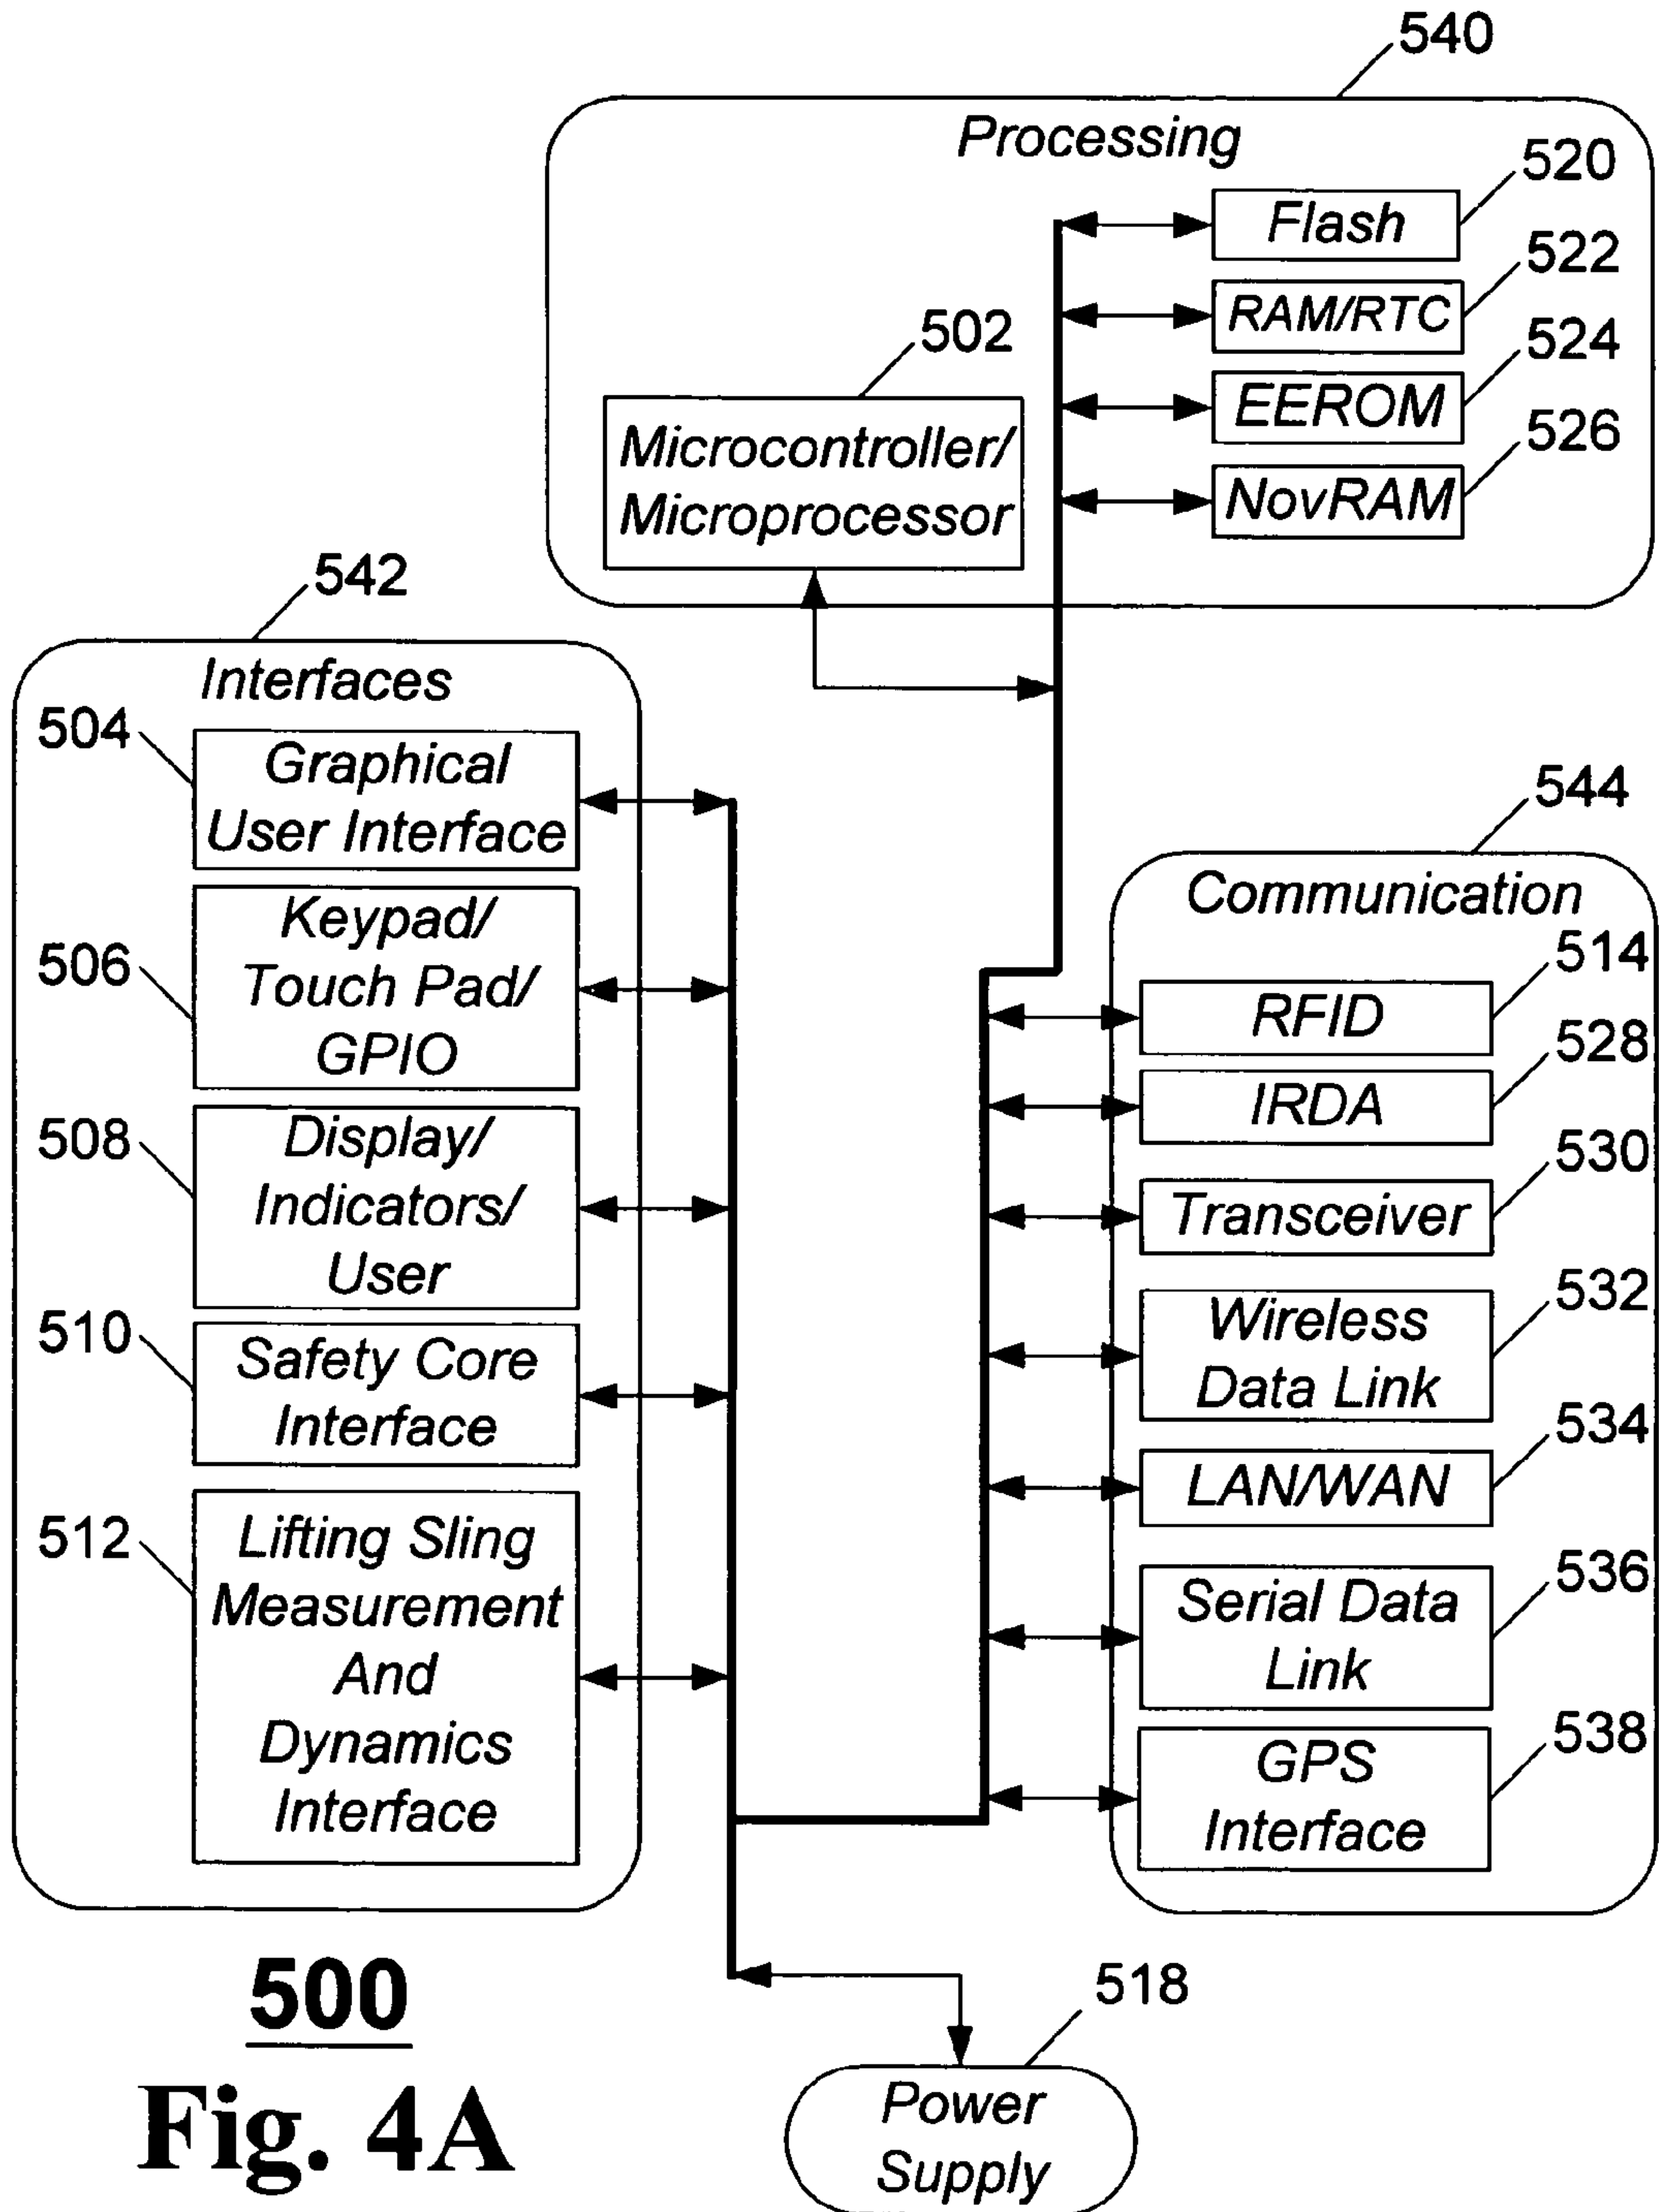 540
Processing
520
Flash
522
RAM/RTC
524
EEROM
526
NovRAM
502
Microcontroller/
Microprocessor
542
Interfaces
504
Graphical
User Interface
506
Keypad/
Touch Pad/
GPIO
508
Display/
Indicators/
User
510
Safety Core
Interface
512
Lifting Sling
Measurement
And
Dynamics
Interface
544
Communication
514
RFID
528
IRDA
530
Transceiver
532
Wireless
Data Link
534
LAN/WAN
536
Serial Data
Link
538
GPS
Interface
518
Power
Supply
500
Fig. 4A